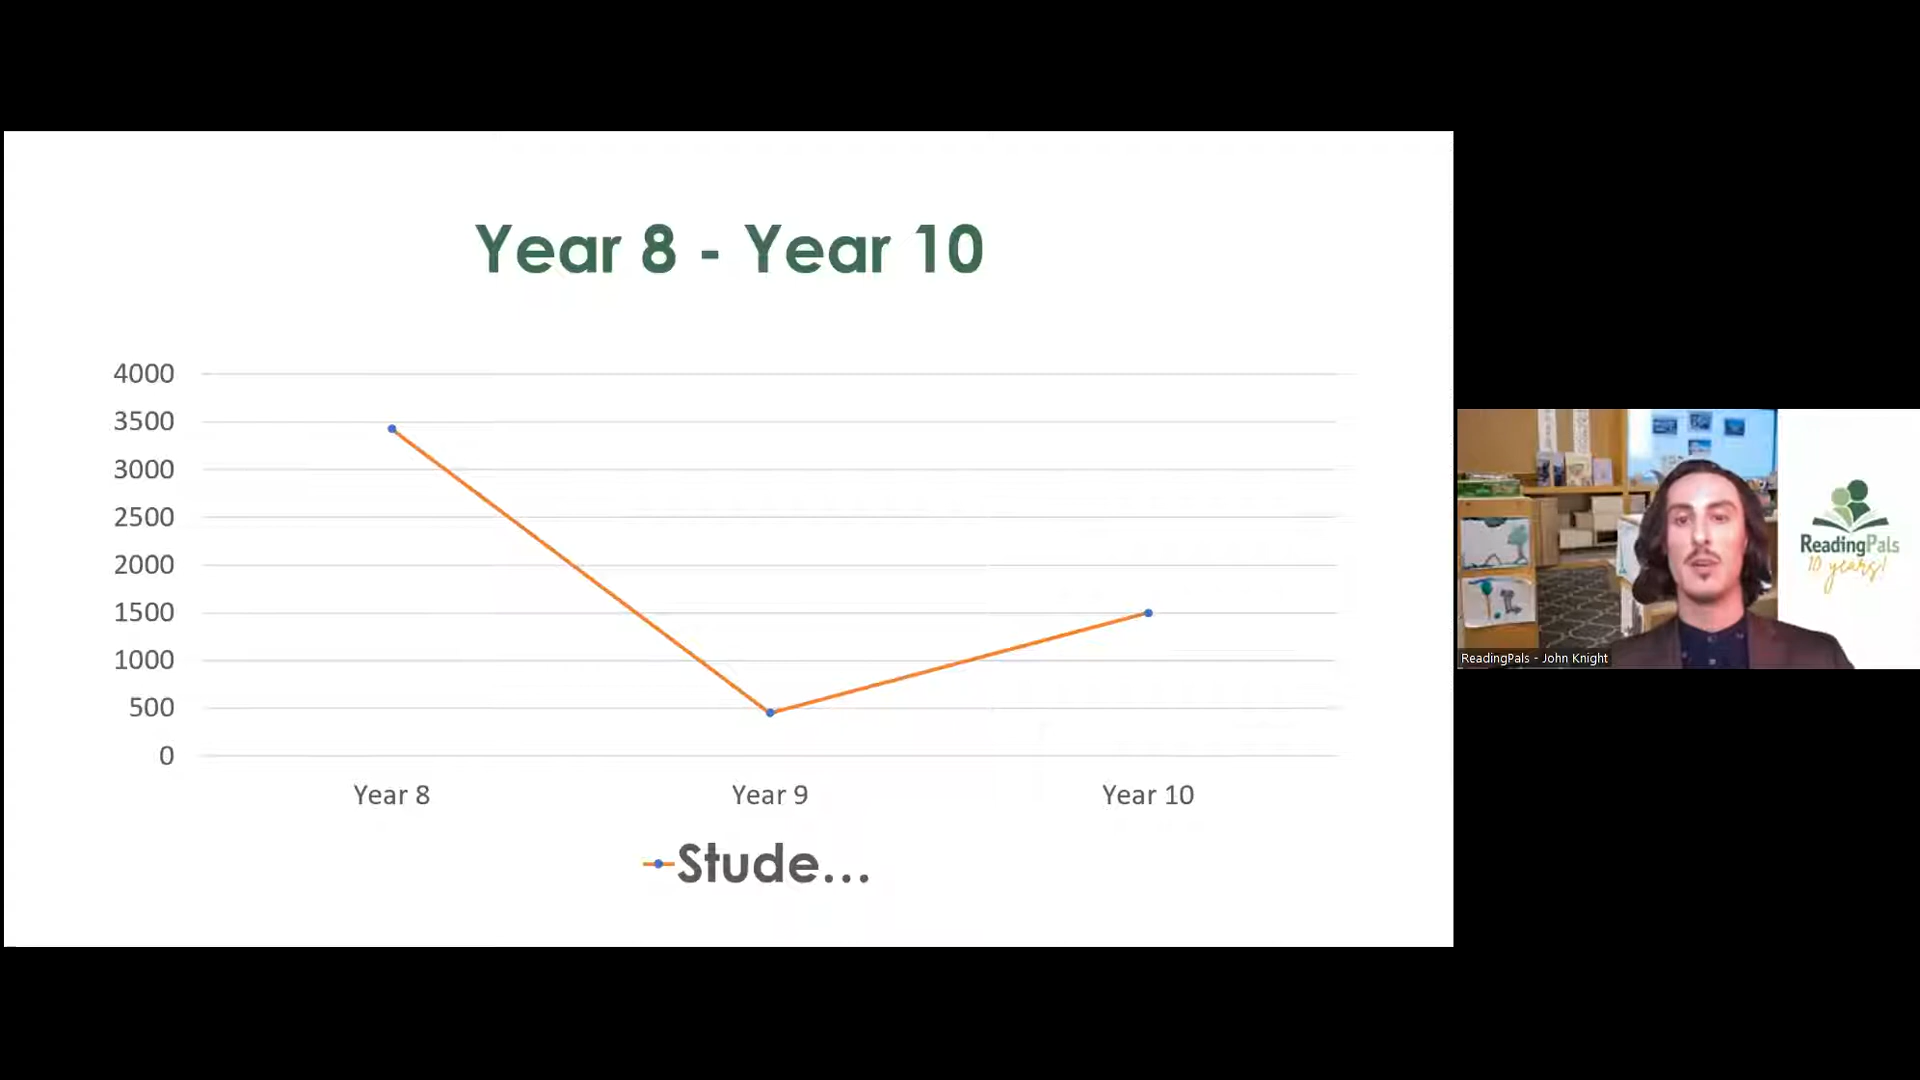 Year 8 - Year 10
4000
3500
3000
2500
2000
1500
1000
500
0
Year 8
Year 9
Year 10
Stude...
ReadingPals
10 years!
ReadingPals - John Knight